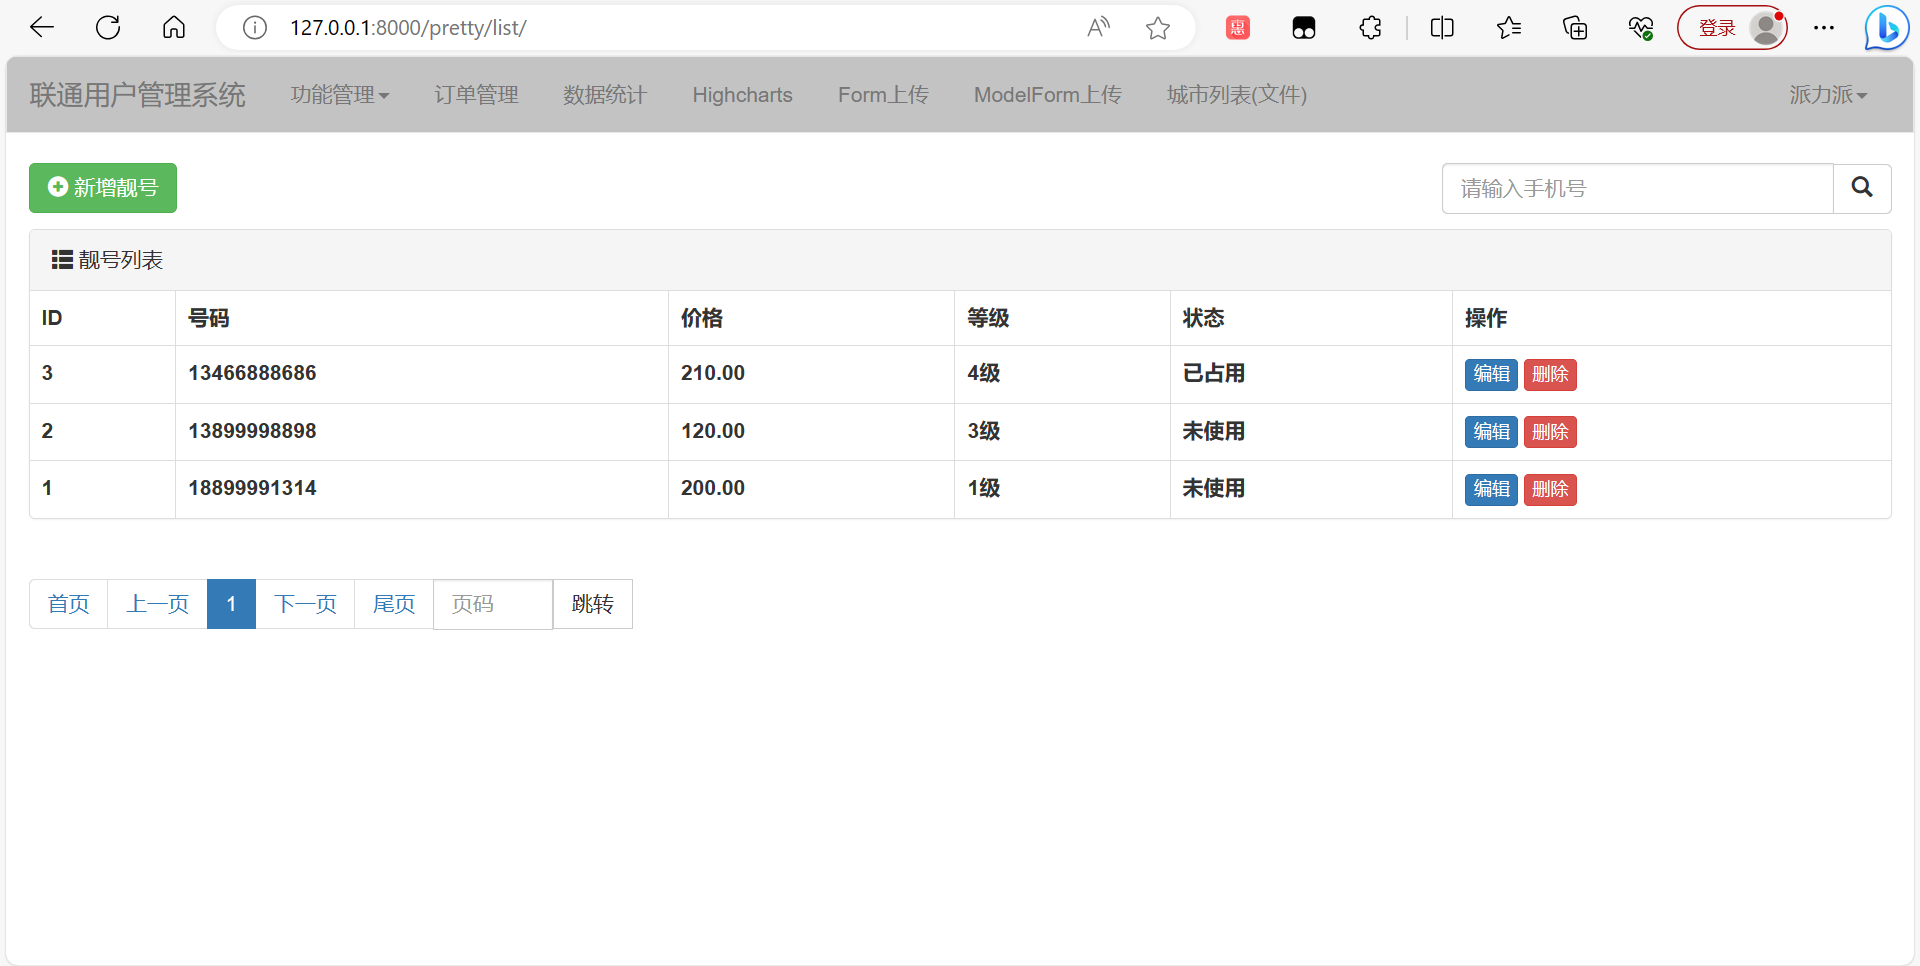 127.0.0.1:8000/pretty/list/
惠
登录
联通用户管理系统 功能管理 订单管理 数据统计 Highcharts Form上传 ModelForm上传 城市列表(文件) 派力派
新增靓号 请输入手机号
靓号列表
ID 号码 价格 等级 状态 操作
3 13466888686 210.00 4级 已占用 编辑 删除
2 13899998898 120.00 3级 未使用 编辑 删除
1 18899991314 200.00 1级 未使用 编辑 删除
首页 上一页 1 下一页 尾页 页码 跳转